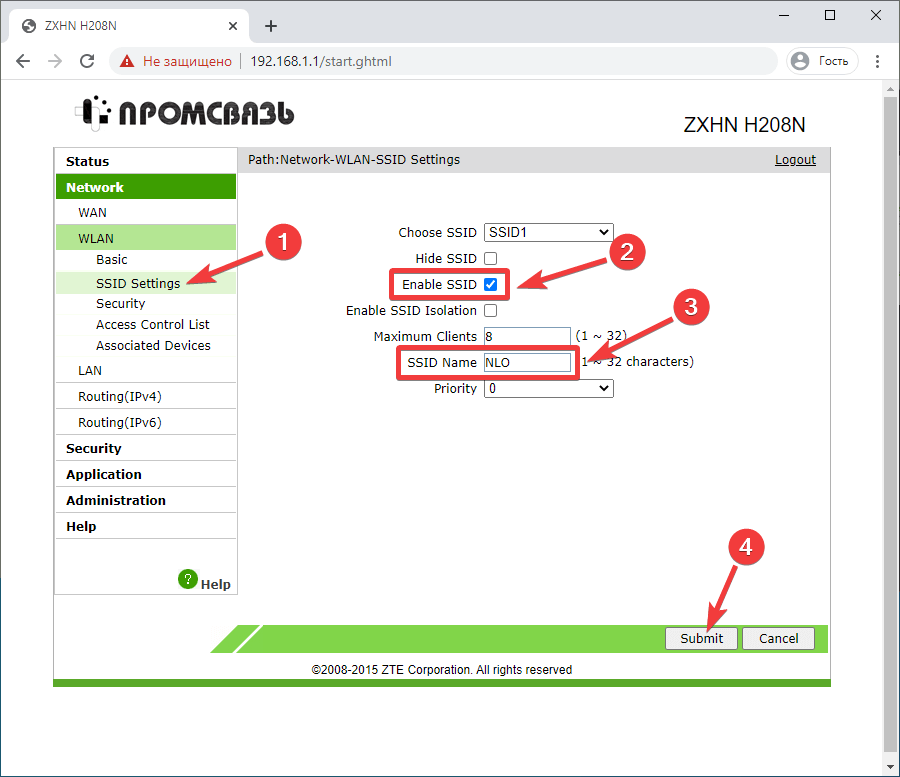 ZXHN H208N
Не защищено
192.168.1.1/start.ghtml
Гость
ПРОМСВЯЗЬ
ZXHN H208N
Status
Path:Network-WLAN-SSID Settings
Logout
Network
WAN
WLAN
Basic
SSID Settings
Security
Access Control List
Associated Devices
LAN
Routing(IPv4)
Routing(IPv6)
Security
Application
Administration
Help
Help
1
Choose SSID SSID1
Hide SSID
2
Enable SSID
Enable SSID Isolation
3
Maximum Clients 8 (1 ~ 32)
SSID Name NLO (1 ~ 32 characters)
Priority 0
4
Submit Cancel
©2008-2015 ZTE Corporation. All rights reserved